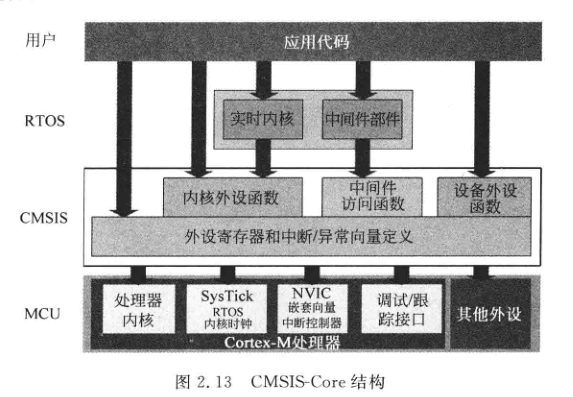 用户
应用代码
RTOS
实时内核
中间件部件
CMSIS
内核外设函数
中间件
访问函数
设备外设
函数
外设寄存器和中断/异常向量定义
MCU
处理器
内核
SysTick
RTOS
内核时钟
NVIC
嵌套向量
中断控制器
调试/跟
踪接口
其他外设
Cortex-M处理器
图 2.13 CMSIS-Core 结构